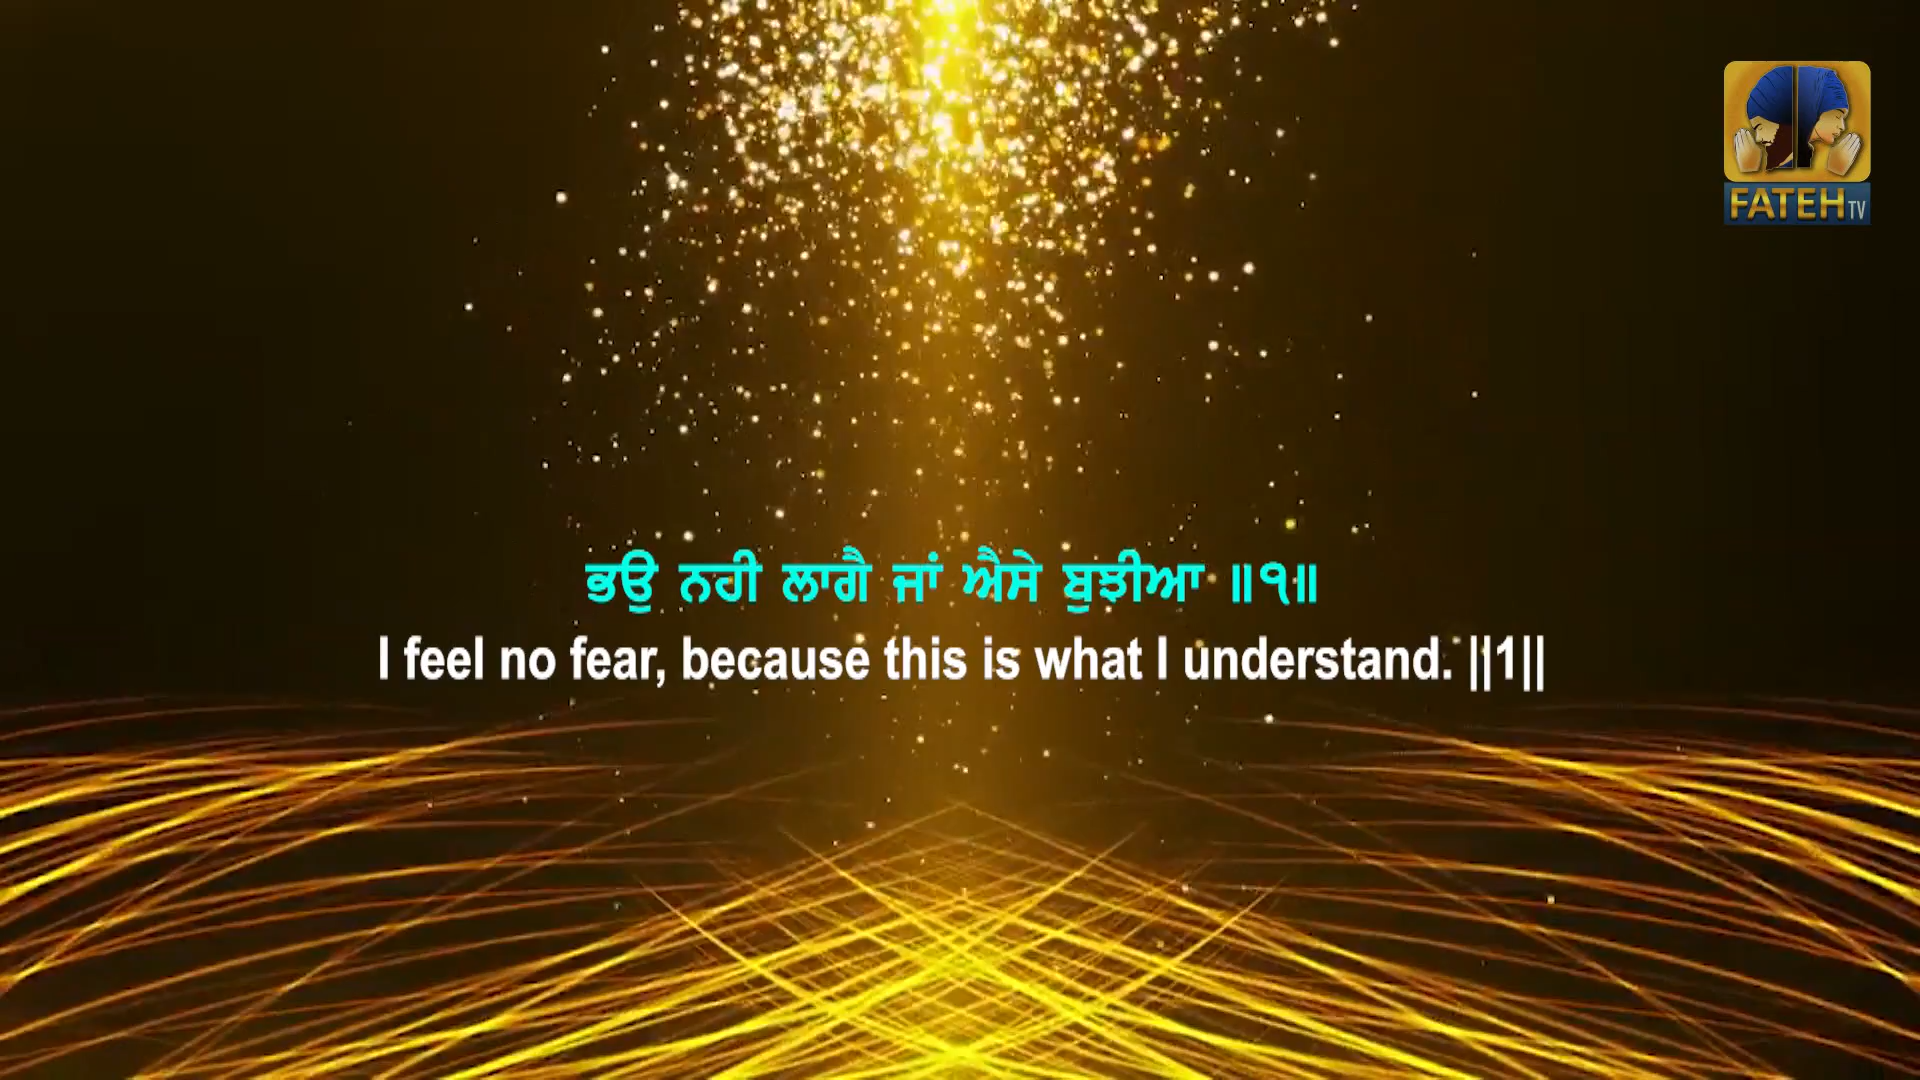 FATEH TV
ਭਉ ਨਹੀ ਲਾਗੈ ਜਾਂ ਐਸੇ ਬੁਝੀਆ ॥੧॥
I feel no fear, because this is what I understand. ||1||